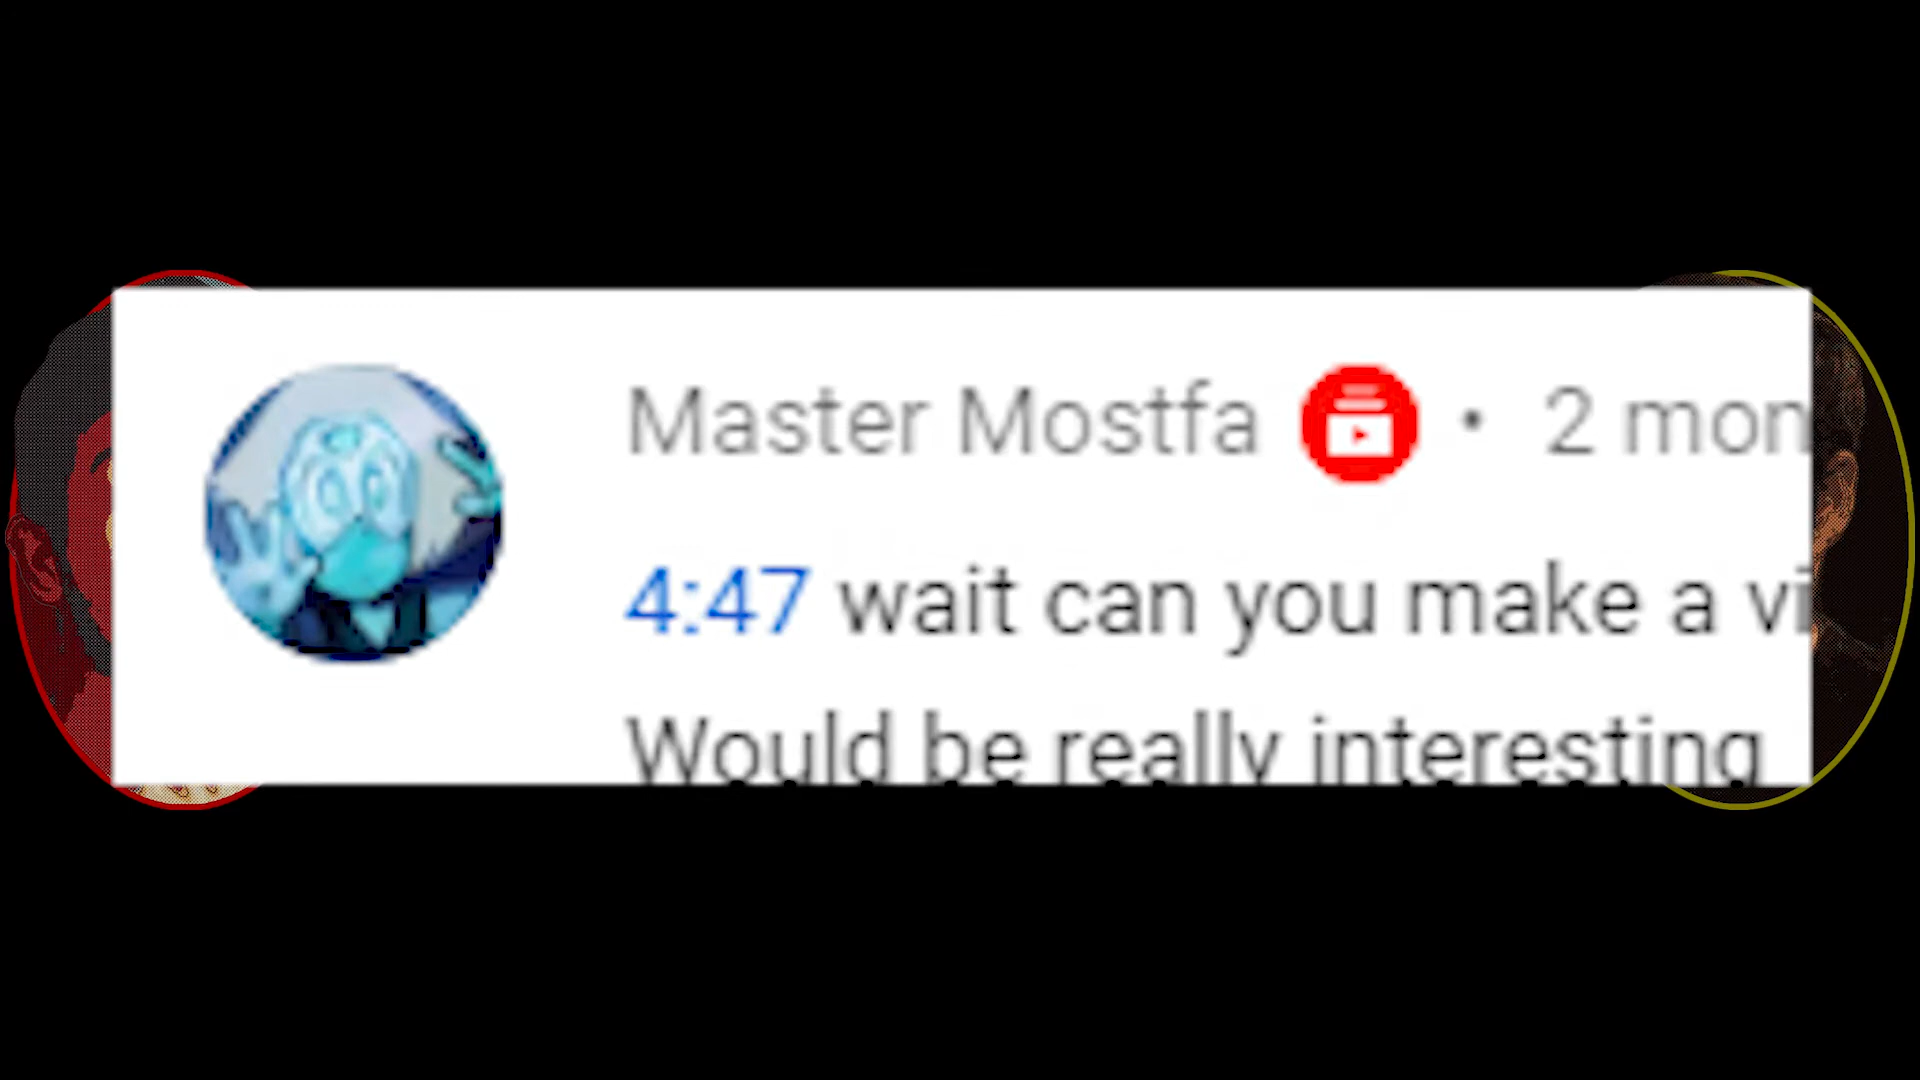 Master Mostfa • 2 mon
4:47 wait can you make a vi
Would be really interesting